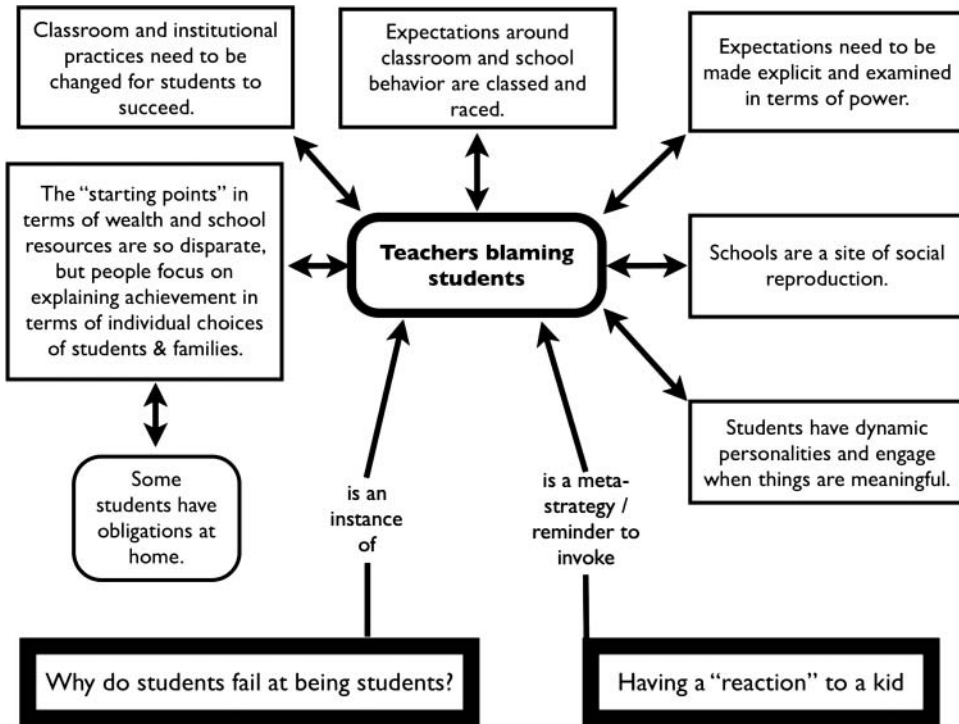 Classroom and institutional
practices need to be
changed for students to
succeed.
Expectations around
classroom and school
behavior are classed and
raced.
Expectations need to be
made explicit and examined
in terms of power.
The “starting points” in
terms of wealth and school
resources are so disparate,
but people focus on
explaining achievement in
terms of individual choices
of students & families.
Teachers blaming
students
Schools are a site of social
reproduction.
Students have dynamic
personalities and engage
when things are meaningful.
Some
students have
obligations at
home.
is an
instance
of
is a meta-
strategy /
reminder to
invoke
Why do students fail at being students?
Having a “reaction” to a kid